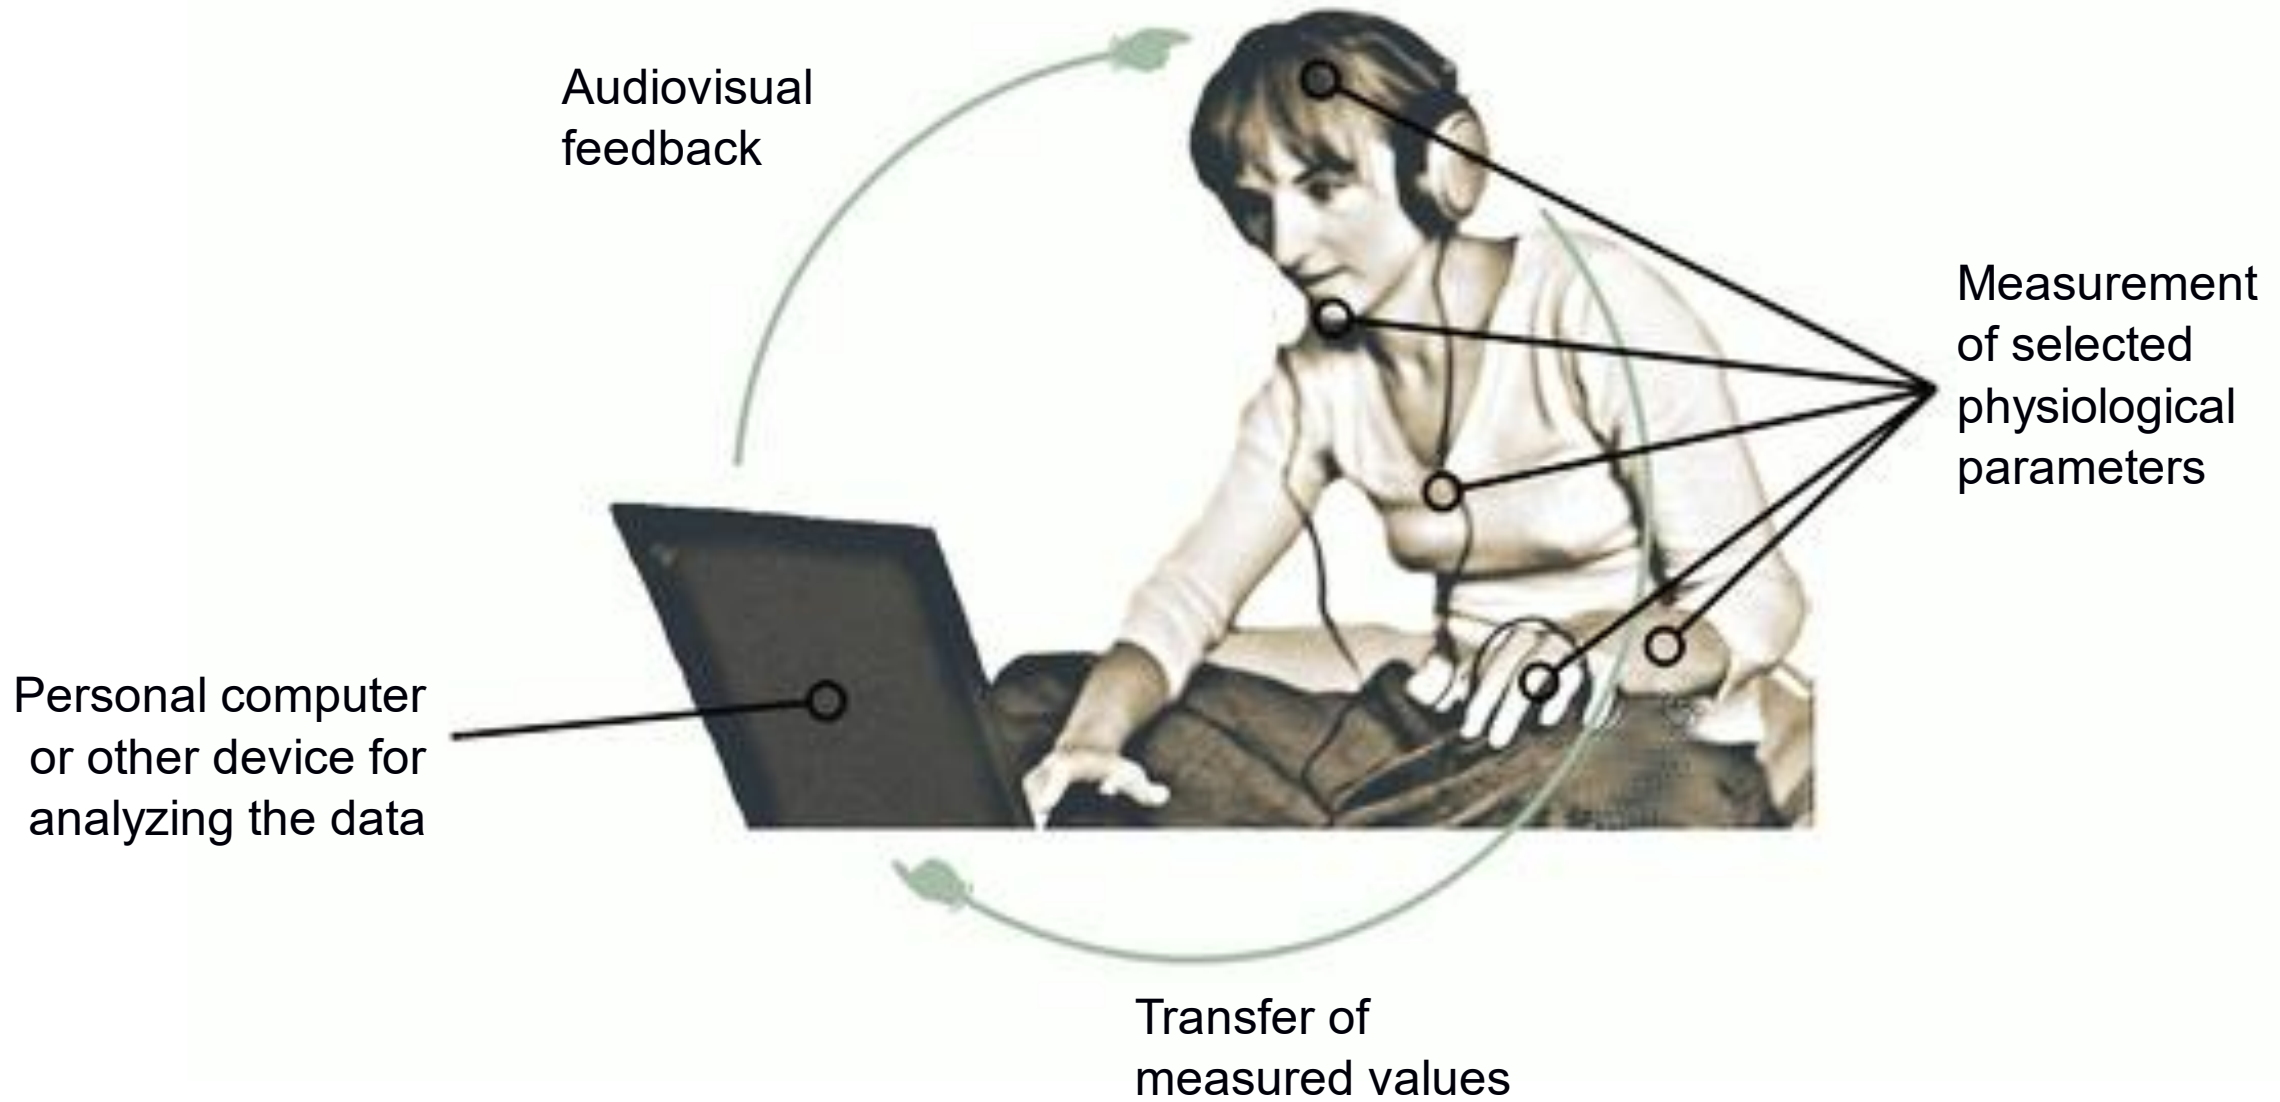 Audiovisual
feedback
Measurement
of selected
physiological
parameters
Personal computer
or other device for
analyzing the data
Transfer of
measured values